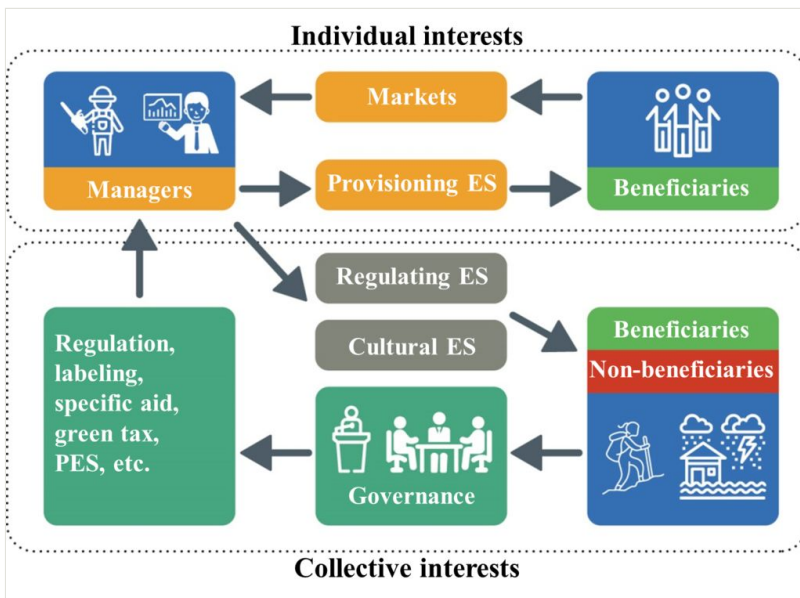 Individual interests
Markets
Managers
Provisioning ES
Beneficiaries
Regulating ES
Cultural ES
Beneficiaries
Non-beneficiaries
Regulation,
labeling,
specific aid,
green tax,
PES, etc.
Governance
Collective interests